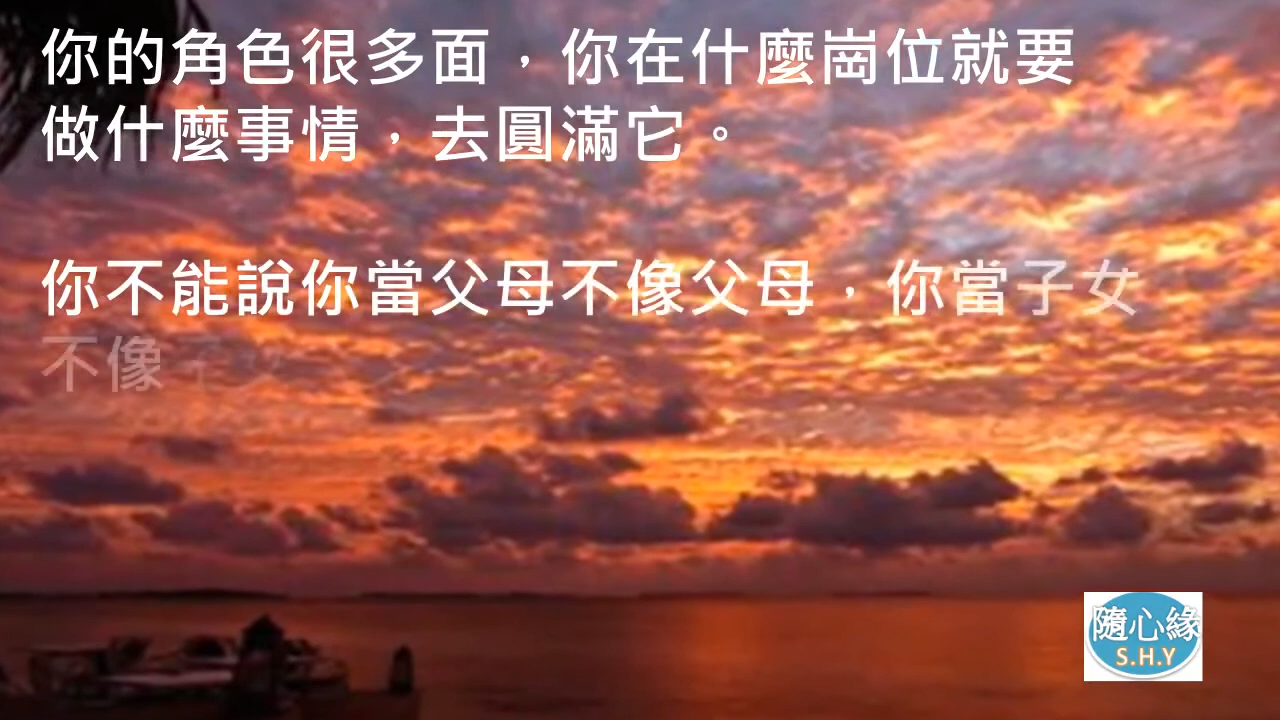 你的角色很多面，你在什麼崗位就要
做什麼事情，去圓滿它。
你不能說你當父母不像父母，你當子女
不像子女
隨心緣
S.H.Y